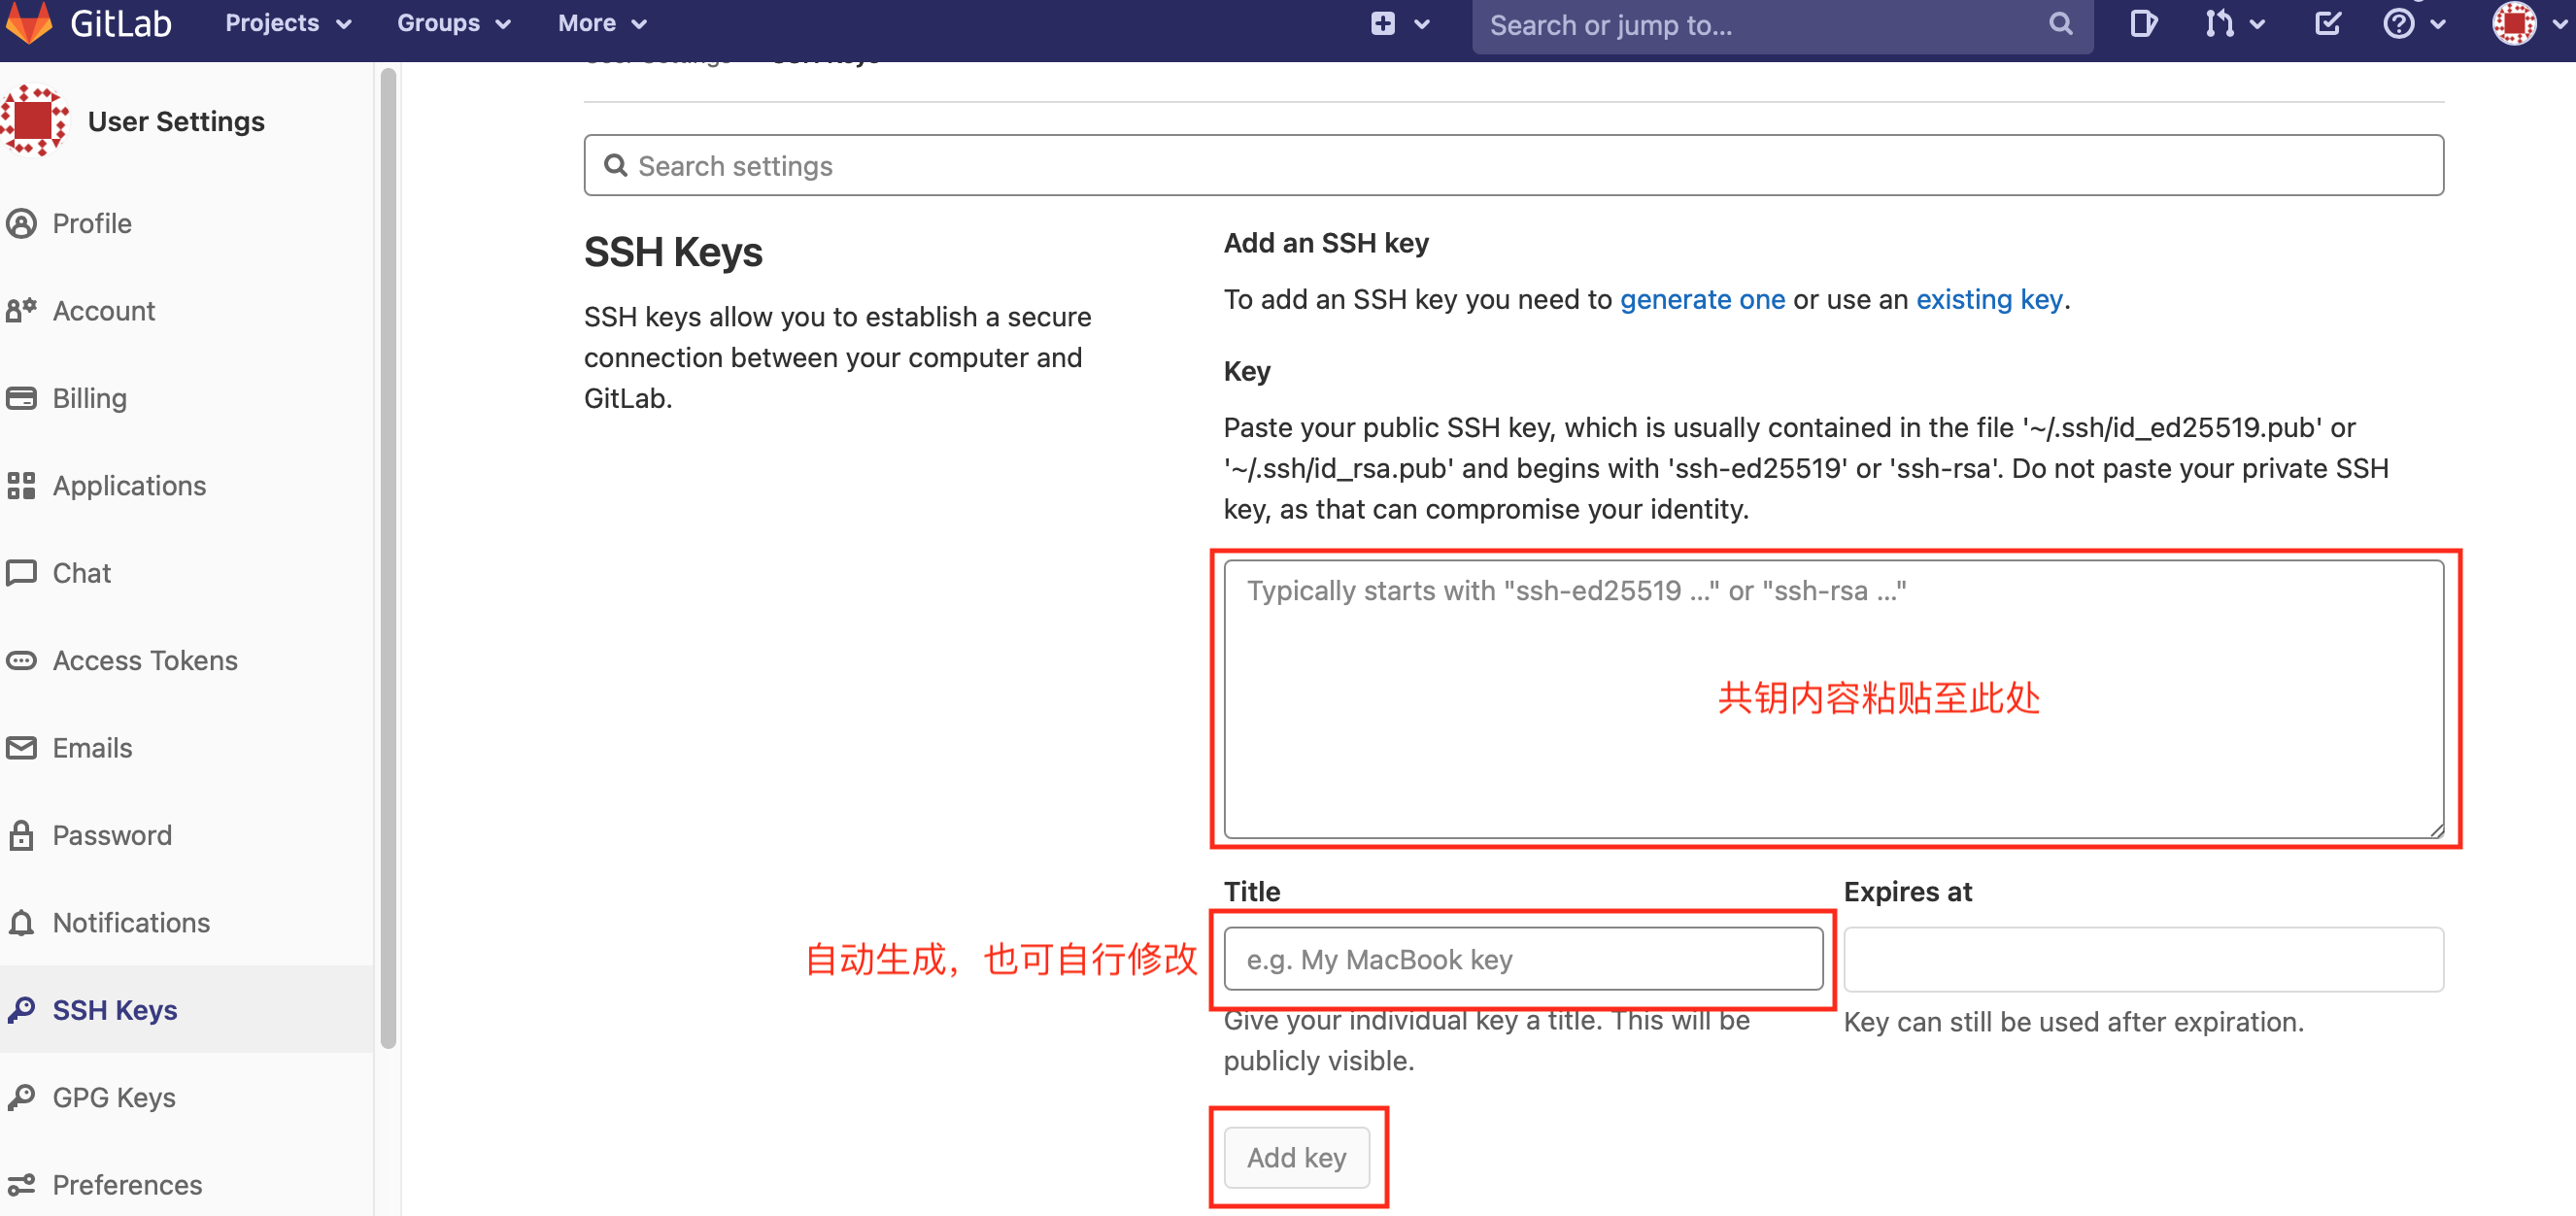 GitLab
Projects
Groups
More
Search or jump to...
User Settings
Profile
Account
Billing
Applications
Chat
Access Tokens
Emails
Password
Notifications
SSH Keys
GPG Keys
Preferences
Search settings
SSH Keys
SSH keys allow you to establish a secure
connection between your computer and
GitLab.
Add an SSH key
To add an SSH key you need to generate one or use an existing key.
Key
Paste your public SSH key, which is usually contained in the file '~/.ssh/id_ed25519.pub' or
'~/.ssh/id_rsa.pub' and begins with 'ssh-ed25519' or 'ssh-rsa'. Do not paste your private SSH
key, as that can compromise your identity.
Typically starts with "ssh-ed25519 ..." or "ssh-rsa ..."
共钥内容粘贴至此处
Title
Expires at
自动生成，也可自行修改
e.g. My MacBook key
Give your individual key a title. This will be
publicly visible.
Key can still be used after expiration.
Add key